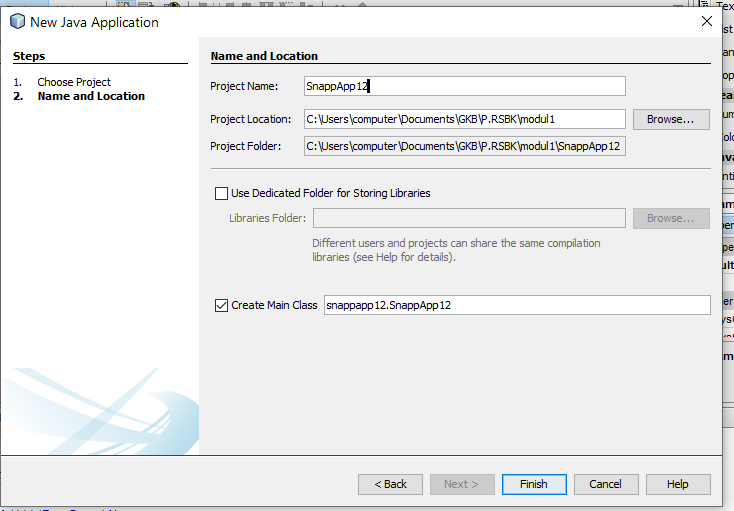 New Java Application
Steps
1. Choose Project
2. Name and Location
Name and Location
Project Name: SnappApp12
Project Location: C:\Users\computer\Documents\GKB\P.RSBK\modul1 Browse...
Project Folder: C:\Users\computer\Documents\GKB\P.RSBK\modul1\SnappApp12
Use Dedicated Folder for Storing Libraries
Libraries Folder: Browse...
Different users and projects can share the same compilation
libraries (see Help for details).
Create Main Class snappapp12.SnappApp12
< Back Next > Finish Cancel Help